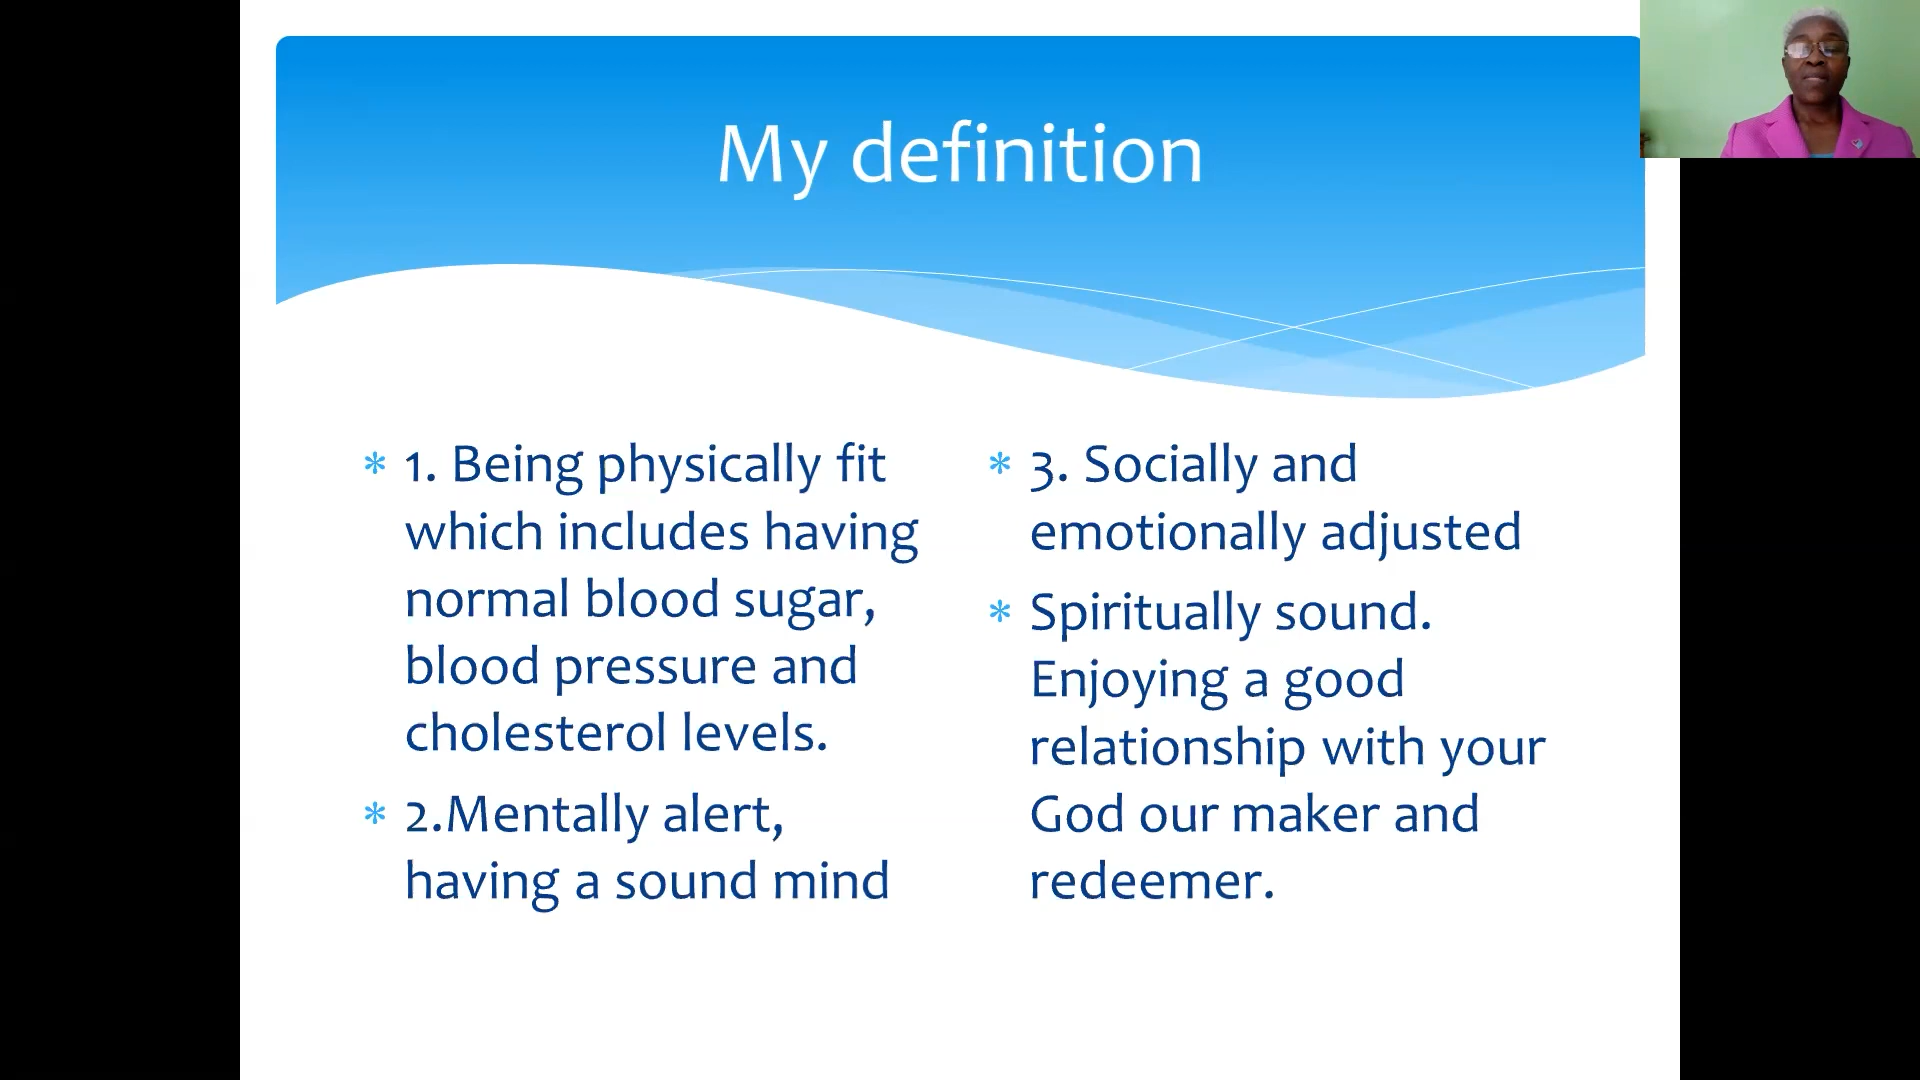 My definition
* 1. Being physically fit
which includes having
normal blood sugar,
blood pressure and
cholesterol levels.
* 2.Mentally alert,
having a sound mind
* 3. Socially and
emotionally adjusted
* Spiritually sound.
Enjoying a good
relationship with your
God our maker and
redeemer.